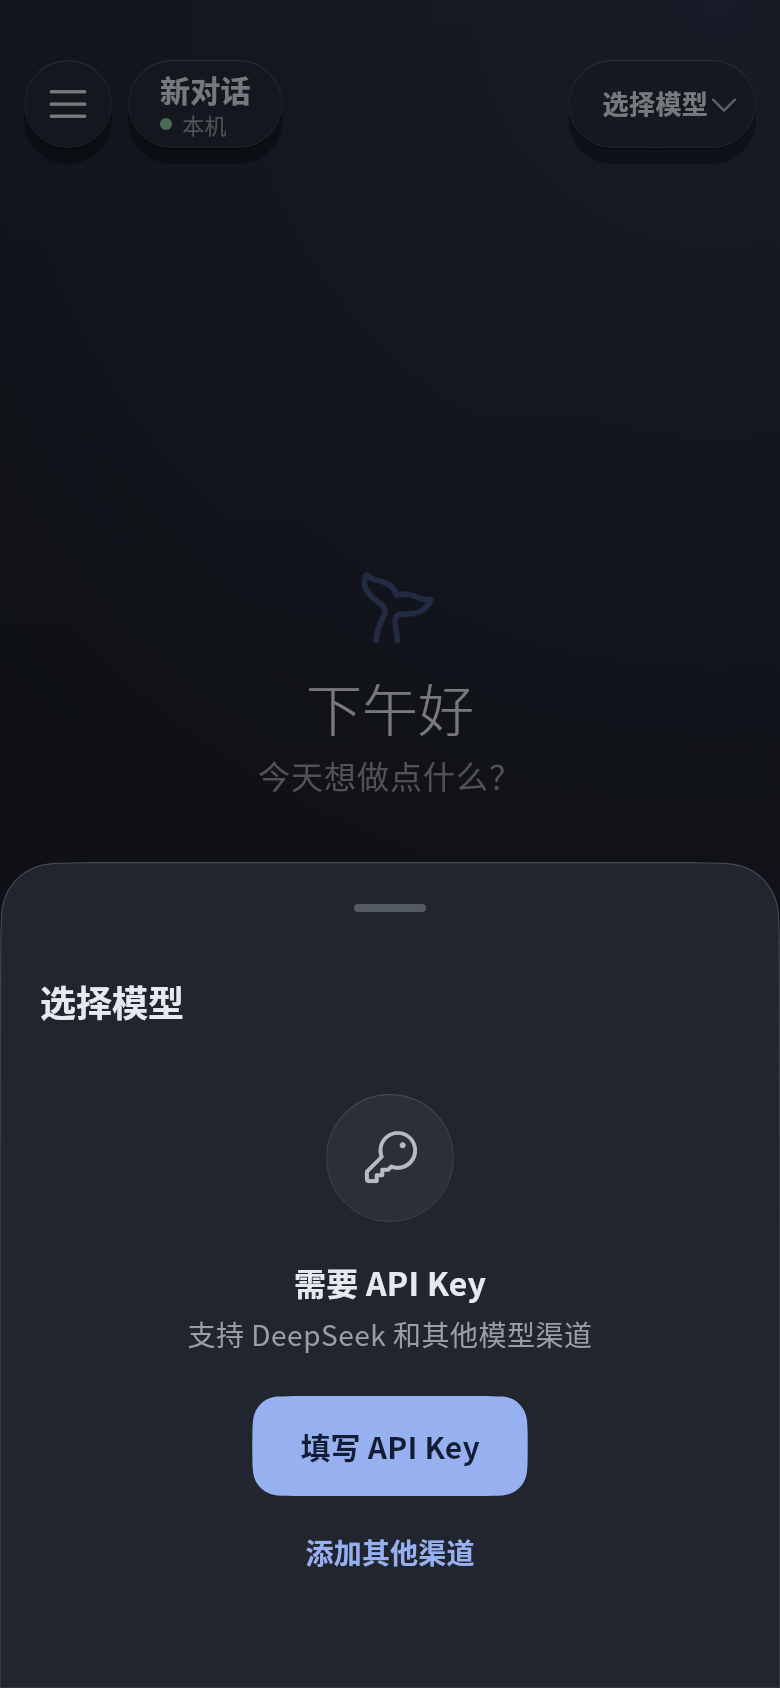 新对话
本机
选择模型
下午好
今天想做点什么？
选择模型
需要 API Key
支持 DeepSeek 和其他模型渠道
填写 API Key
添加其他渠道